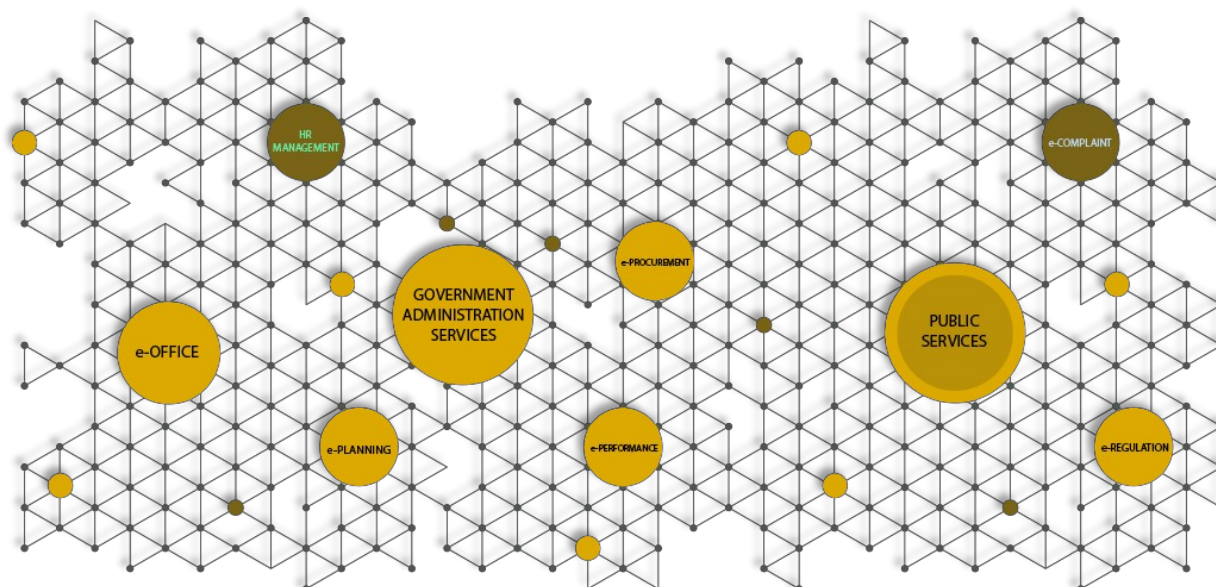 HR
MANAGEMENT
e-COMPLAINT
e-PROCUREMENT
GOVERNMENT
ADMINISTRATION
SERVICES
PUBLIC
SERVICES
e-OFFICE
e-PLANNING
e-PERFORMANCE
e-REGULATION